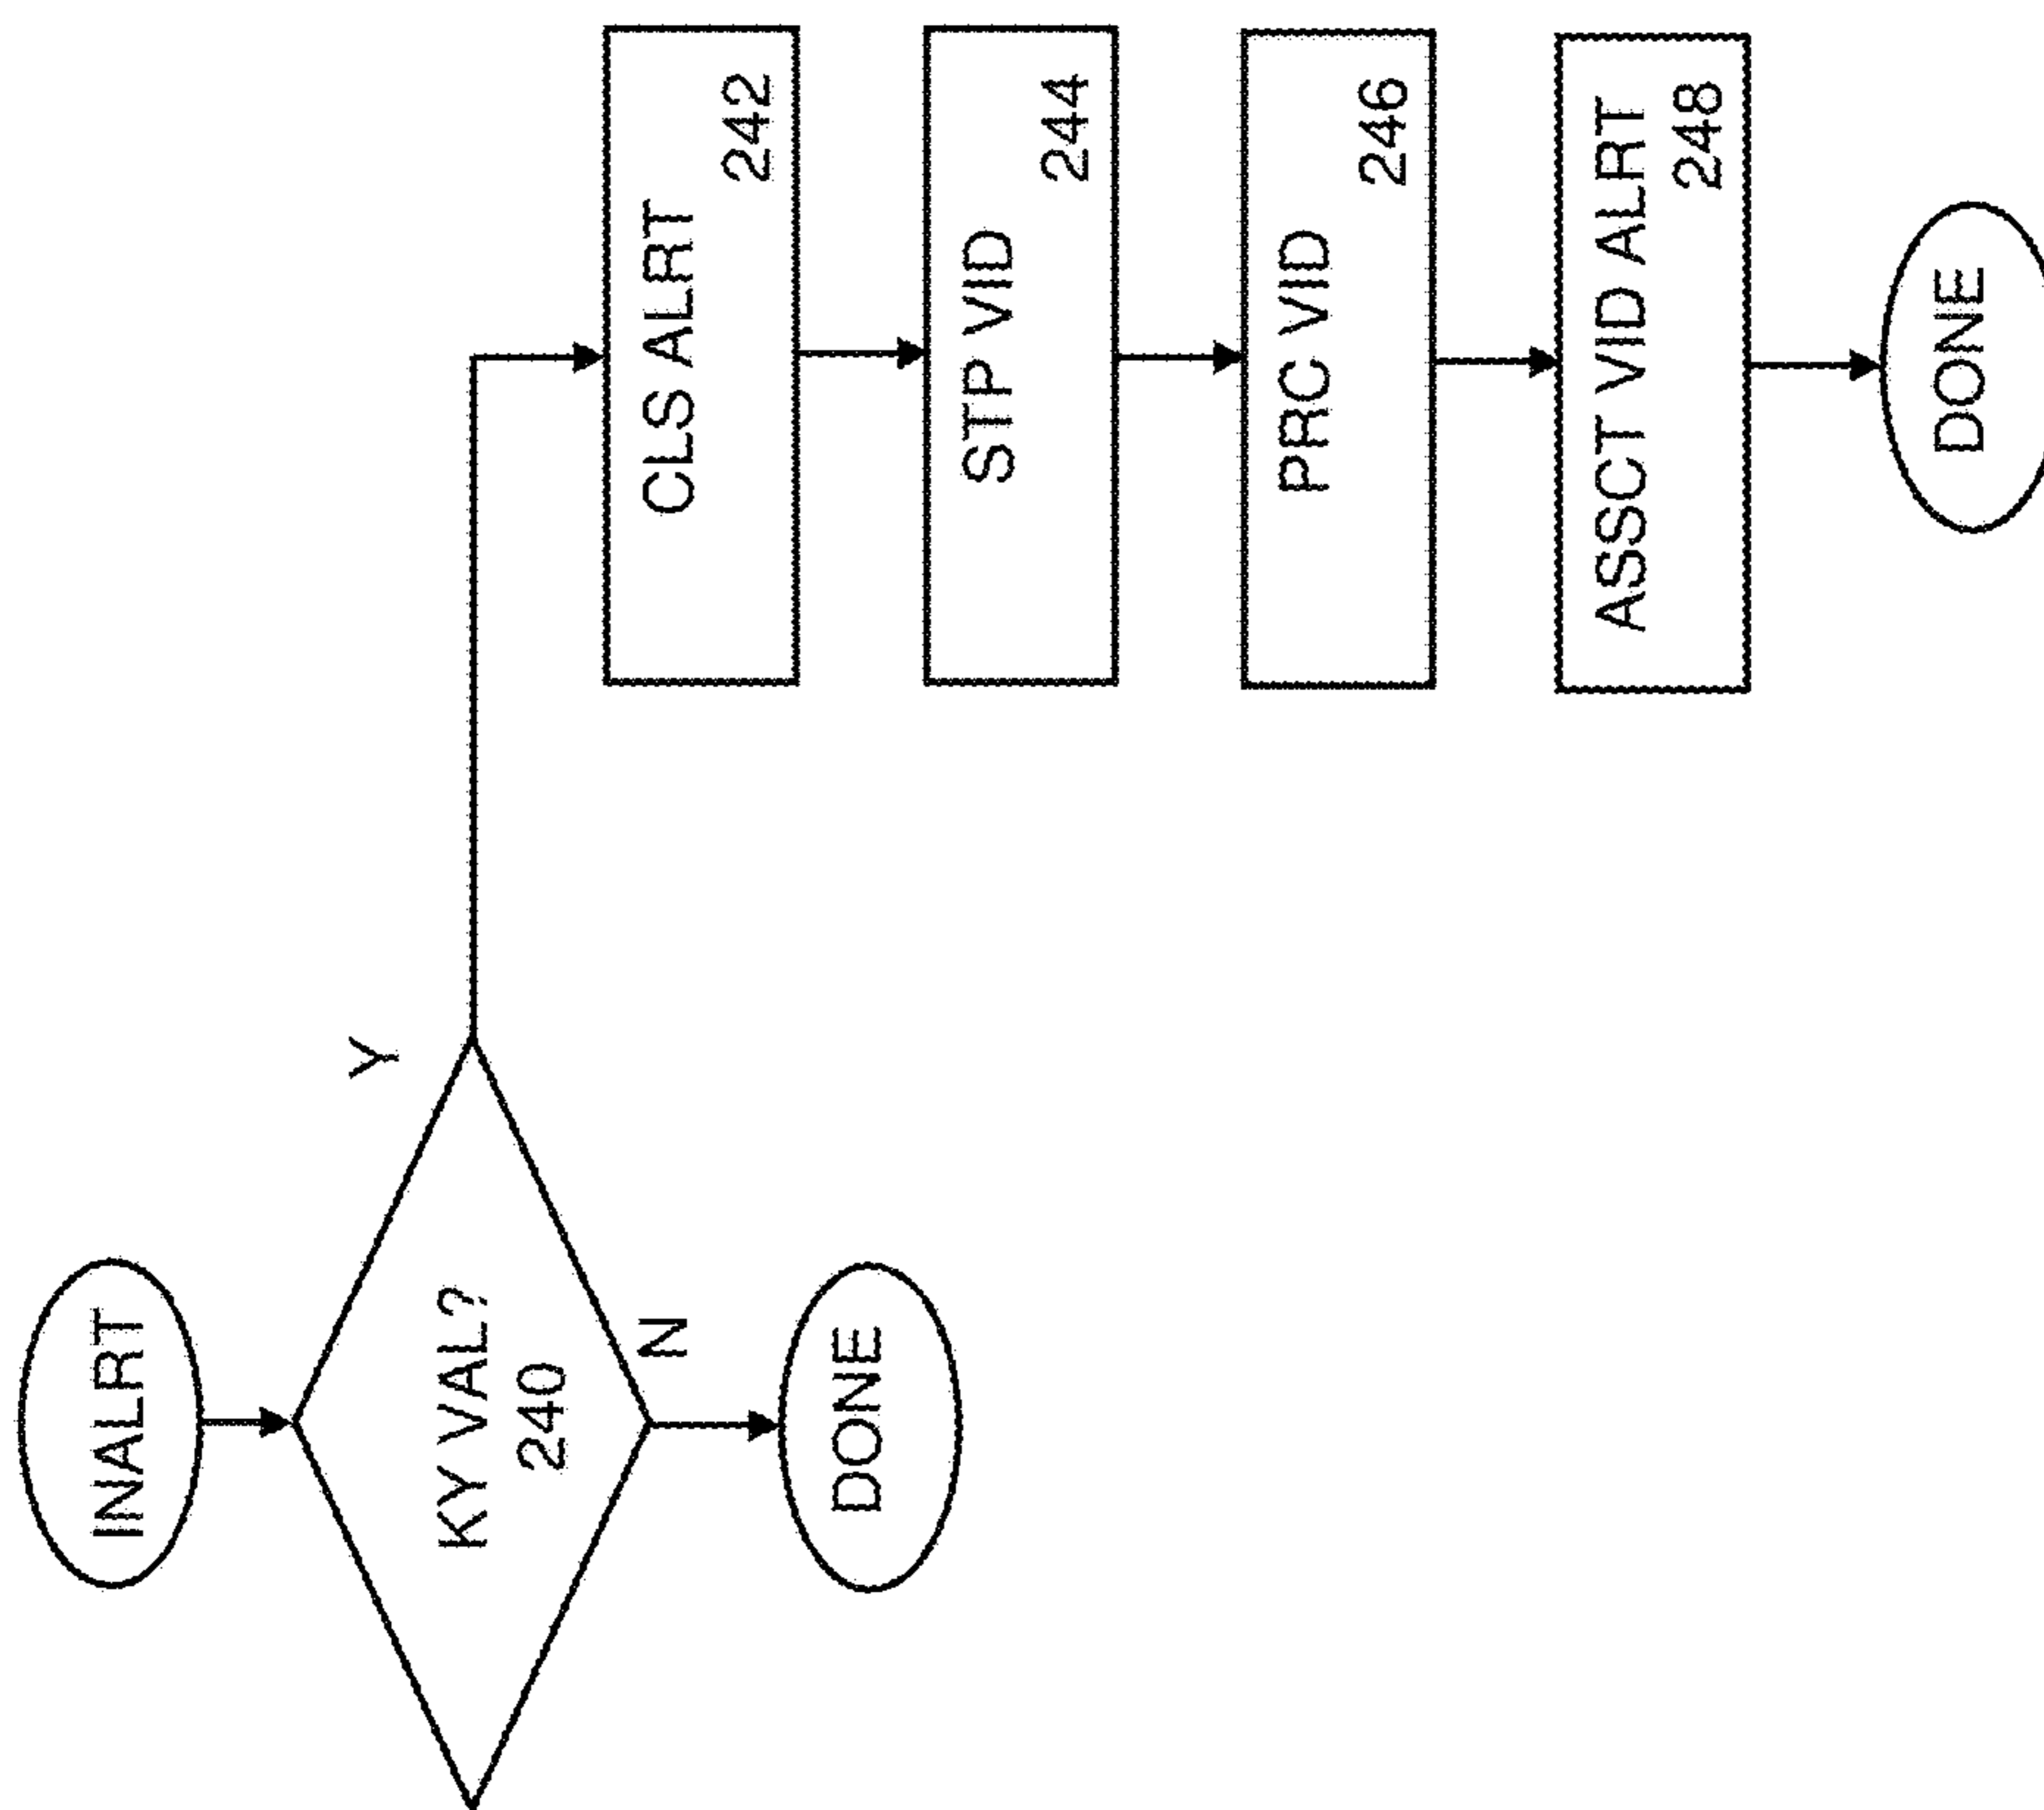 INALRT
KY VAL?
240
Y
N
DONE
CLS ALRT
242
STP VID
244
PRC VID
246
ASSCT VID ALRT
248
DONE